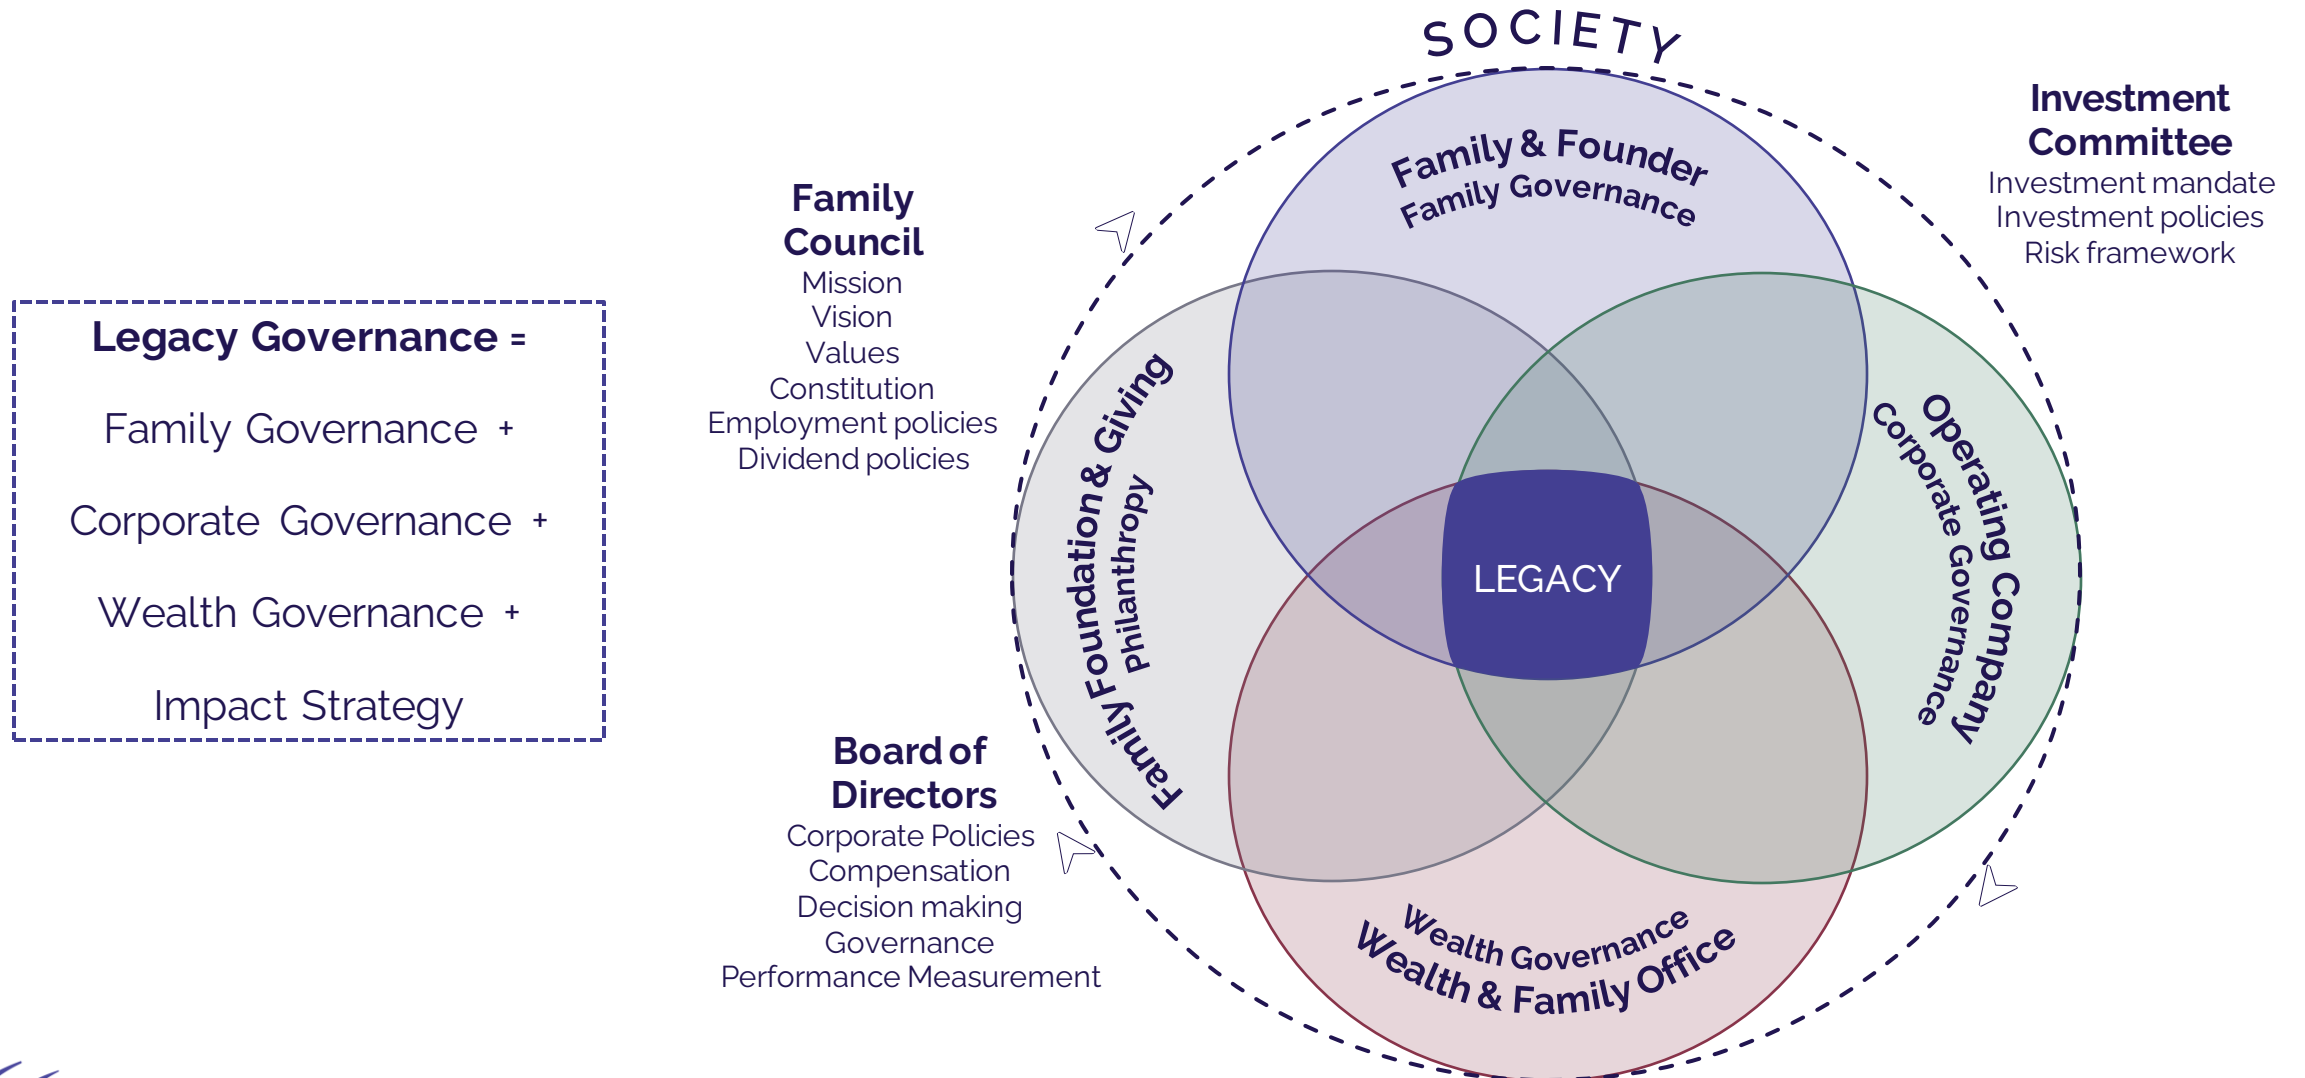 Legacy Governance =
Family Governance +
Corporate Governance +
Wealth Governance +
Impact Strategy
Family
Council
Mission
Vision
Values
Constitution
Employment policies
Dividend policies
Board of
Directors
Corporate Policies
Compensation
Decision making
Governance
Performance Measurement
SOCIETY
Family & Founder
Family Governance
Family Foundation & Giving
Philanthropy
LEGACY
Operating Company
Corporate Governance
Wealth Governance
Wealth & Family Office
Investment
Committee
Investment mandate
Investment policies
Risk framework